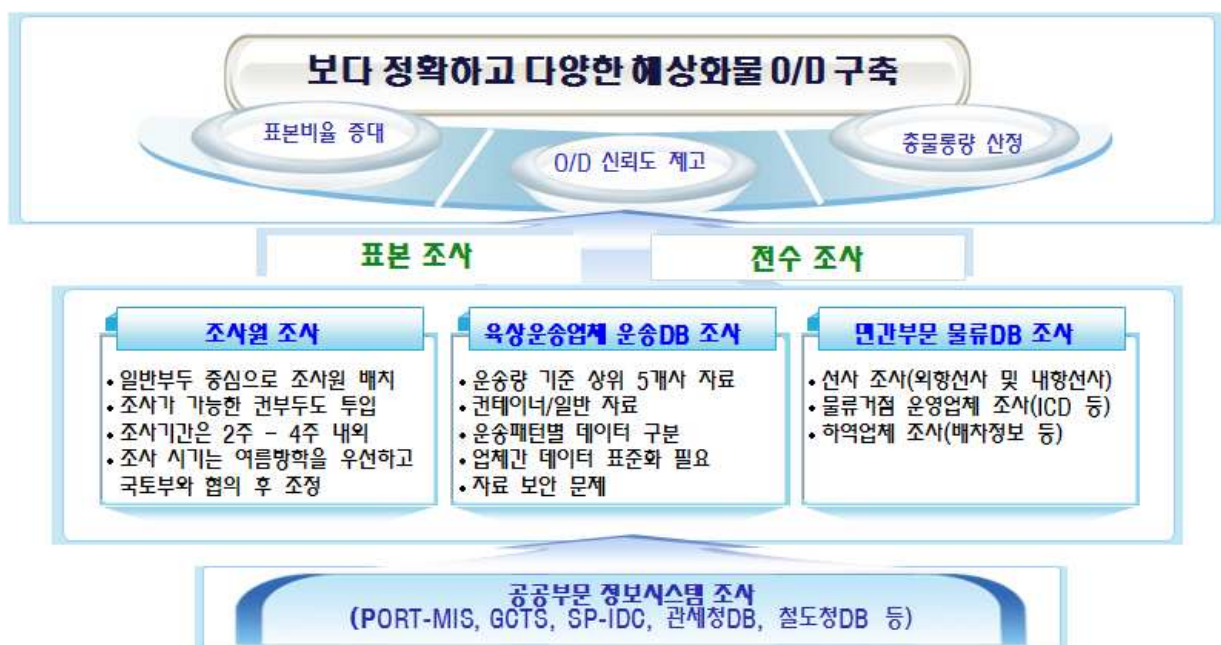 보다 정확하고 다양한 해상화물 O/D 구축
표본비율 증대
O/D 신뢰도 제고
총물동량 산정
표본 조사
전수 조사
조사원 조사
• 일반부두 중심으로 조사원 배치
• 조사가 가능한 컨부두도 투입
• 조사기간은 2주 - 4주 내외
• 조사 시기는 여름방학을 우선하고
국토부와 협의 후 조정
육상운송업체 운송DB 조사
• 운송량 기준 상위 5개사 자료
• 컨테이너/일반 자료
• 운송패턴별 데이터 구분
• 업체간 데이터 표준화 필요
• 자료 보안 문제
민간부문 물류DB 조사
• 선사 조사(외항선사 및 내항선사)
• 물류거점 운영업체 조사(ICD 등)
• 하역업체 조사(배차정보 등)
공공부문 정보시스템 조사
(PORT-MIS, GCTS, SP-IDC, 관세청DB, 철도청DB 등)